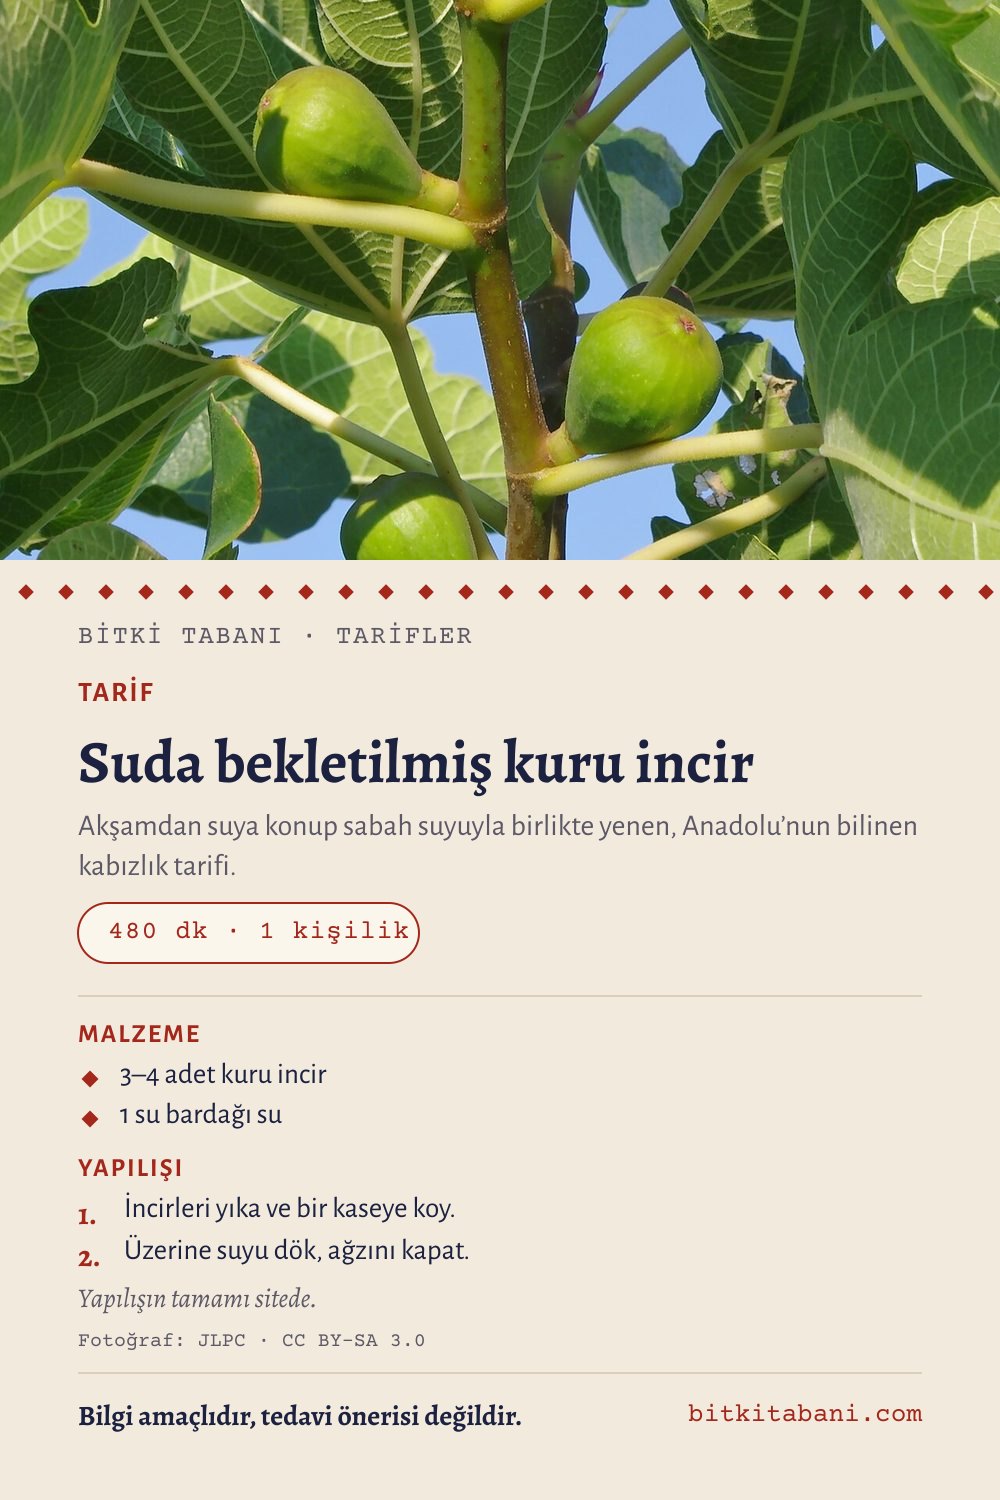 BİTKİ TABANI · TARİFLER
TARİF
Suda bekletilmiş kuru incir
Akşamdan suya konup sabah suyuyla birlikte yenen, Anadolu’nun bilinen
kabızlık tarifi.
480 dk · 1 kişilik
MALZEME
3–4 adet kuru incir
1 su bardağı su
YAPILIŞI
1. İncirleri yıka ve bir kaseye koy.
2. Üzerine suyu dök, ağzını kapat.
Yapılışın tamamı sitede.
Fotoğraf: JLPC · CC BY-SA 3.0
Bilgi amaçlıdır, tedavi önerisi değildir. bitkitabani.com